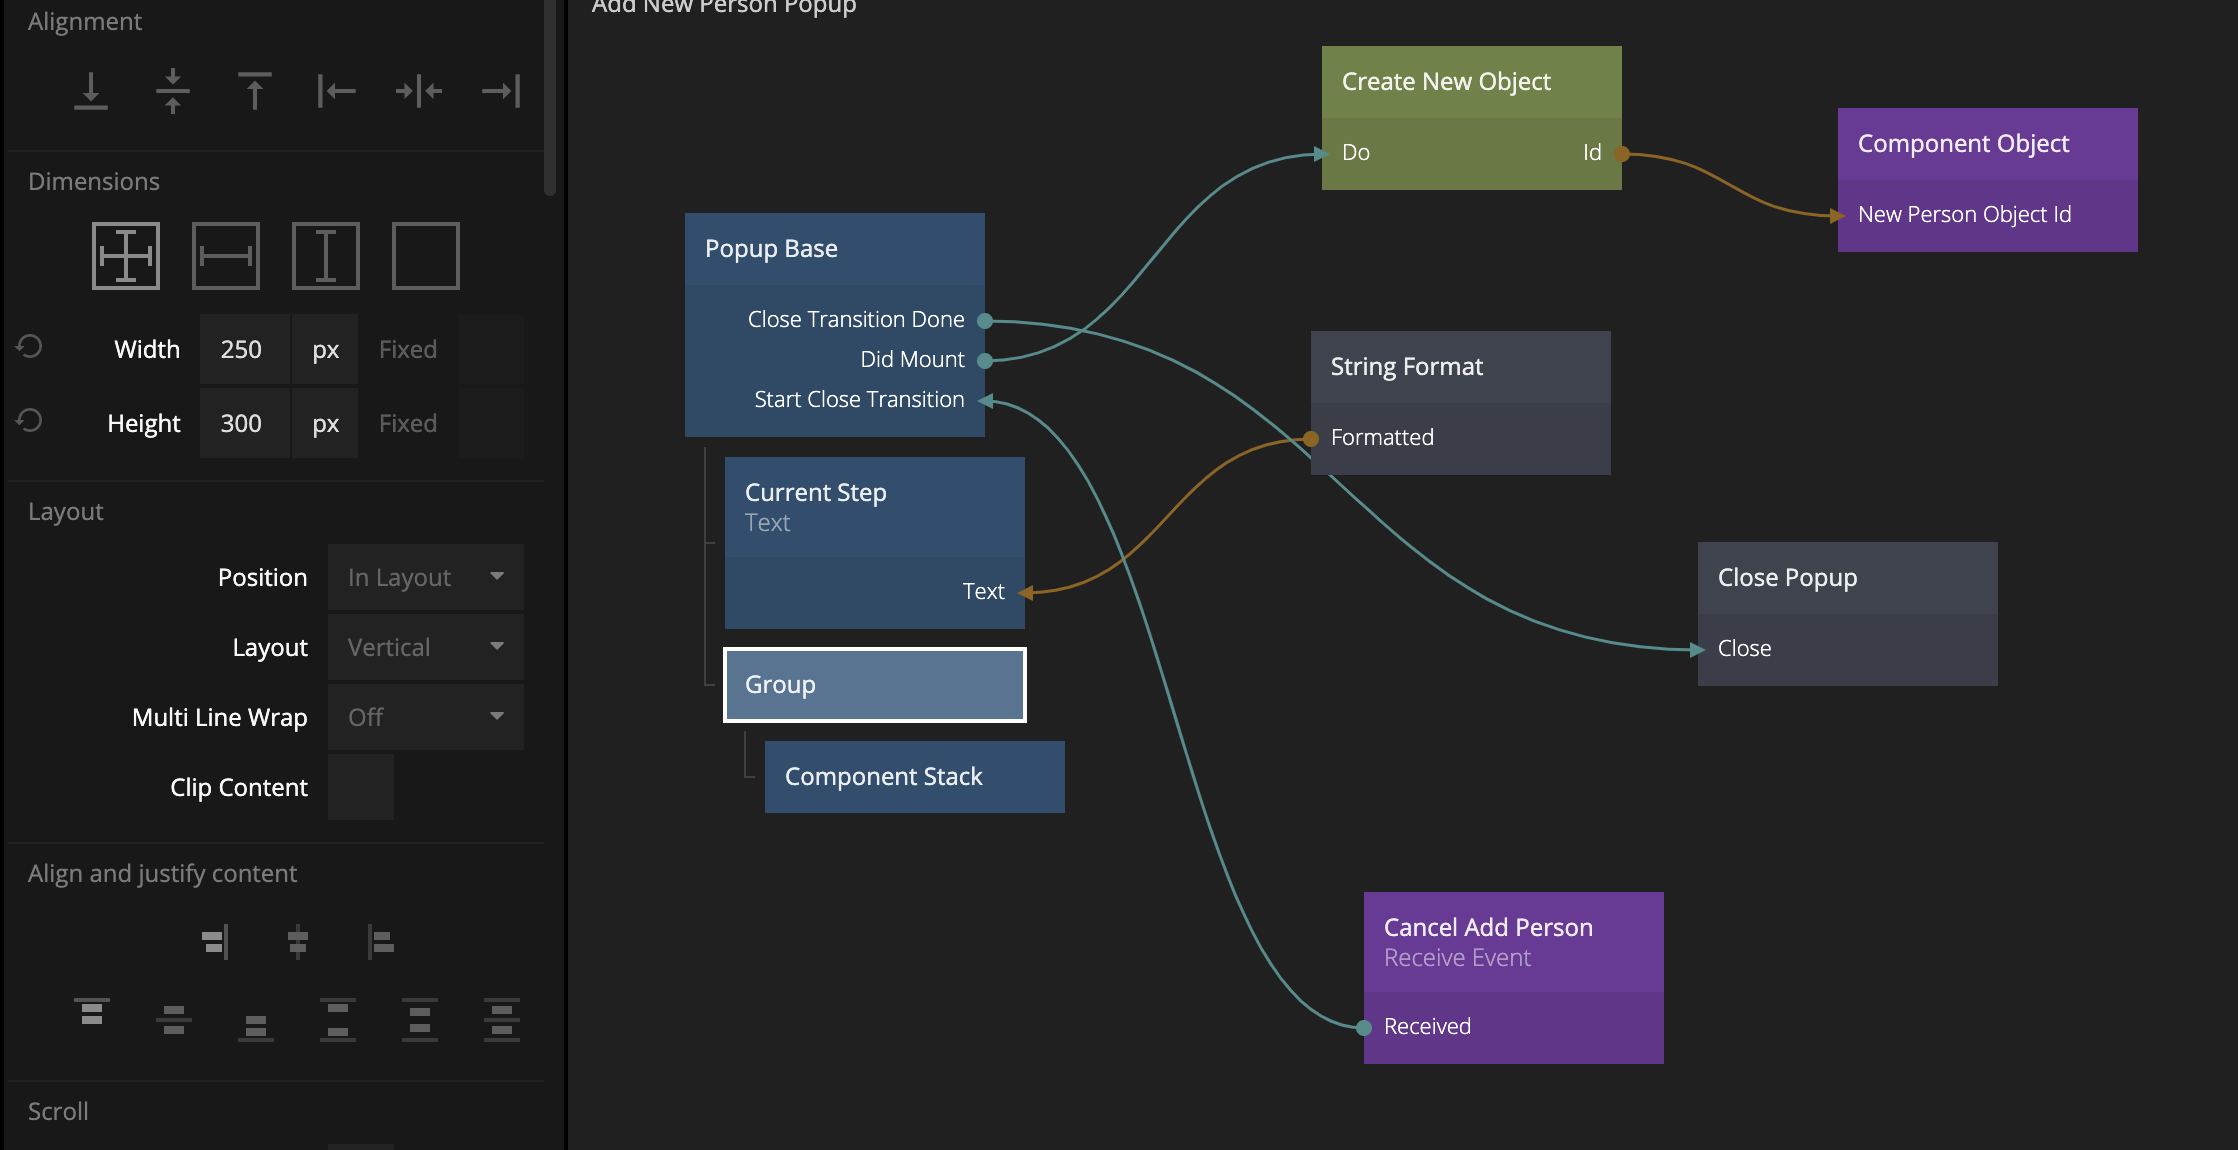 Alignment
Dimensions
Width 250 px Fixed
Height 300 px Fixed
Layout
Position In Layout
Layout Vertical
Multi Line Wrap Off
Clip Content
Align and justify content
Scroll
Add New Person Popup
Create New Object
Do Id
Component Object
New Person Object Id
Popup Base
Close Transition Done
Did Mount
Start Close Transition
String Format
Formatted
Current Step
Text
Text
Group
Component Stack
Close Popup
Close
Cancel Add Person
Receive Event
Received